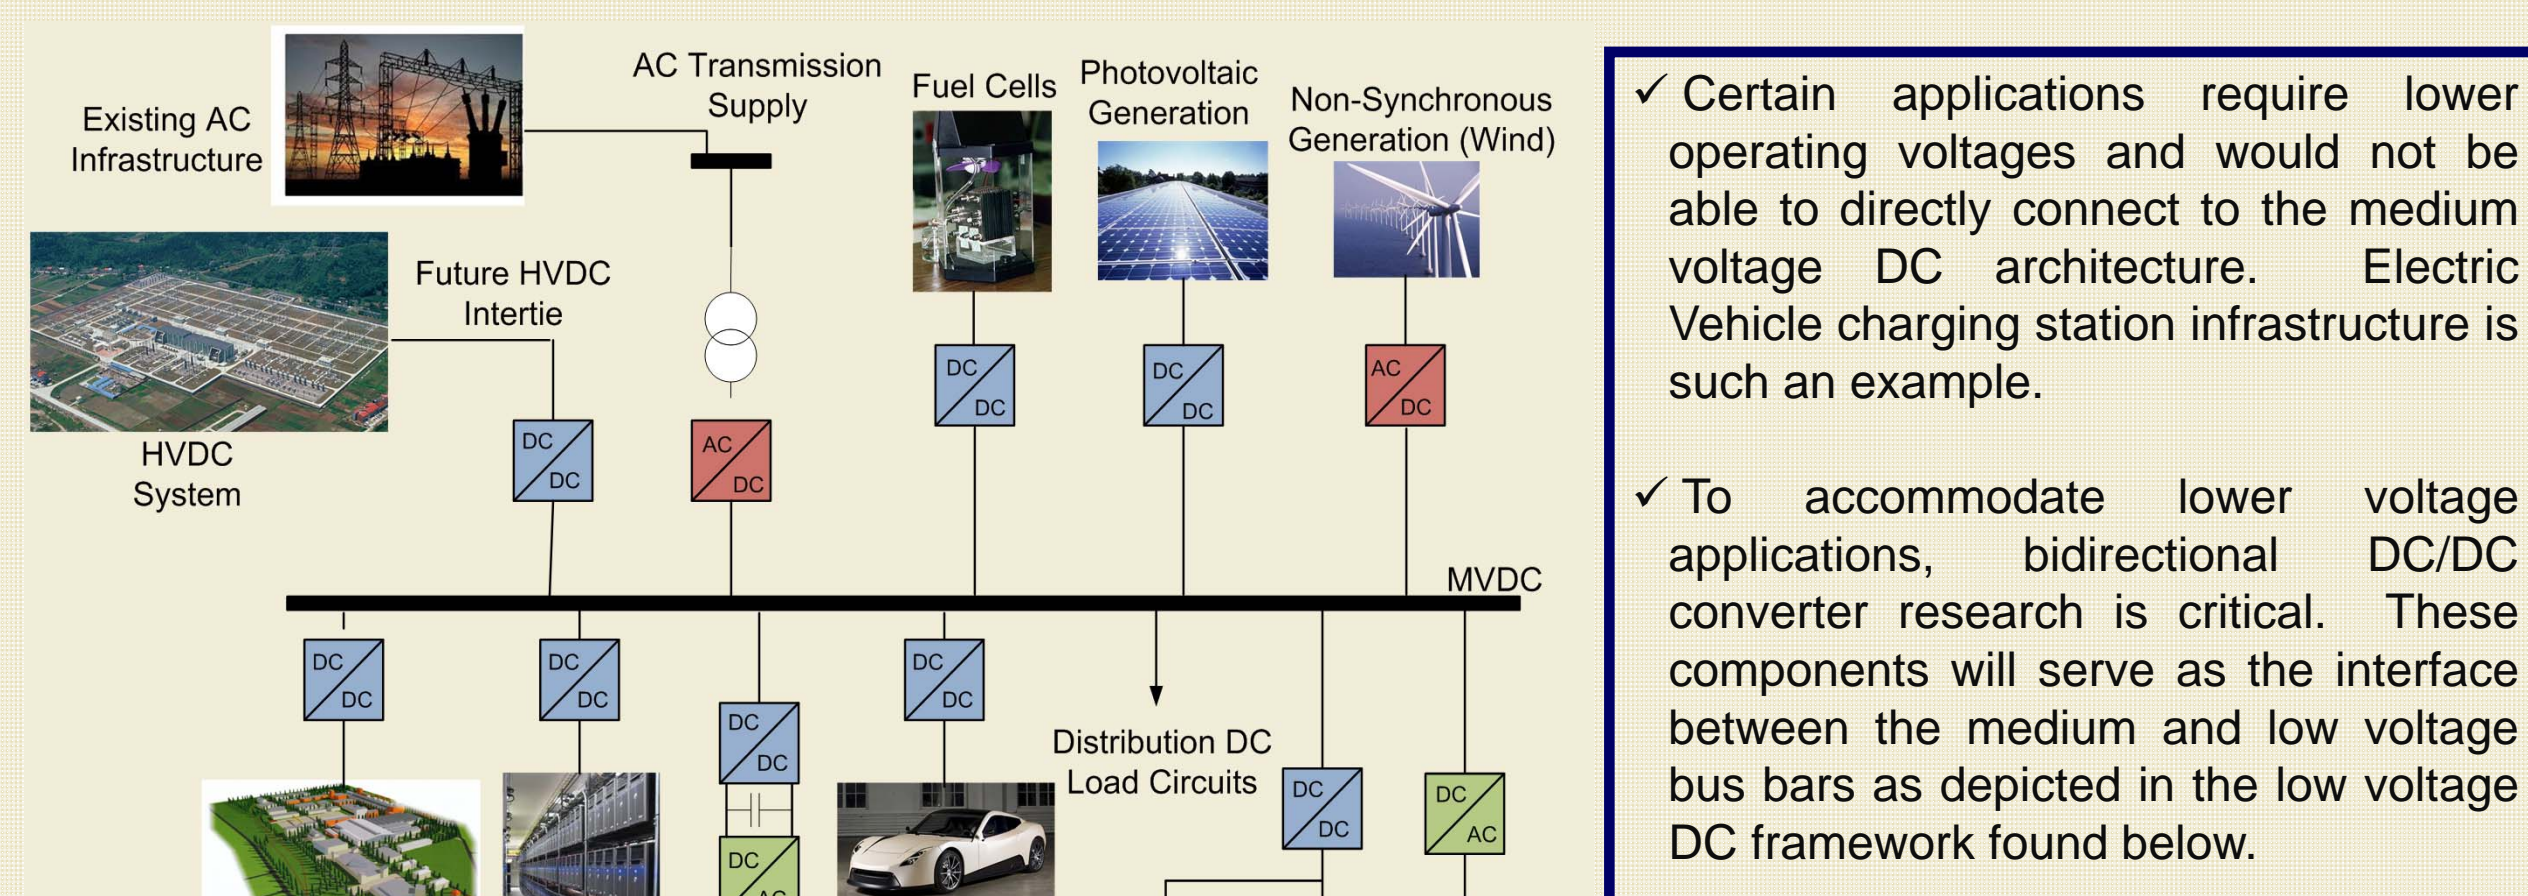 Existing AC
Infrastructure
AC Transmission
Supply
Fuel Cells
Photovoltaic
Generation
Non-Synchronous
Generation (Wind)
Future HVDC
Intertie
HVDC
System
DC
DC
AC
DC
DC
DC
DC
DC
AC
DC
MVDC
DC
DC
DC
DC
DC
DC
DC
AC
DC
DC
Distribution DC
Load Circuits
DC
DC
DC
AC
✓ Certain applications require lower
operating voltages and would not be
able to directly connect to the medium
voltage DC architecture. Electric
Vehicle charging station infrastructure is
such an example.
✓ To accommodate lower voltage
applications, bidirectional DC/DC
converter research is critical. These
components will serve as the interface
between the medium and low voltage
bus bars as depicted in the low voltage
DC framework found below.